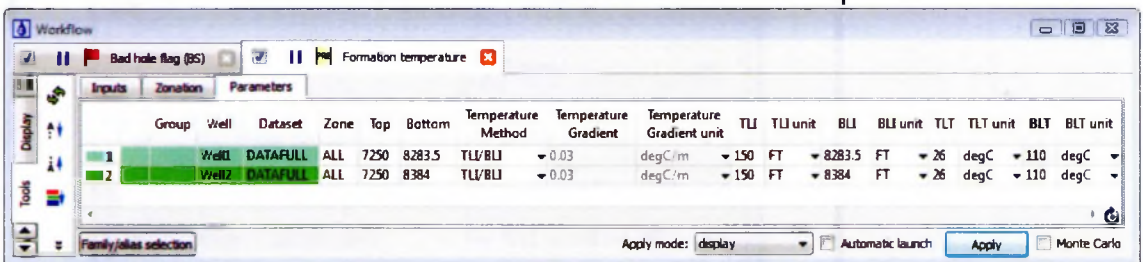 Workflow
Bad hole flag (BS) Formation temperature
Inputs Zonation Parameters
Group Well Dataset Zone Top Bottom Temperature Method Temperature Gradient Temperature Gradient unit TLI TLI unit BLI BLI unit TLT TLT unit BLT BLT unit
1 Well1 DATAFULL ALL 7250 8283.5 TLI/BLI 0.03 degC/m 150 FT 8283.5 FT 26 degC 110 degC
2 Well2 DATAFULL ALL 7250 8384 TLI/BLI 0.03 degC/m 150 FT 8384 FT 26 degC 110 degC
Display
Tools
Family/alias selection Apply mode: display Automatic launch Apply Monte Carlo